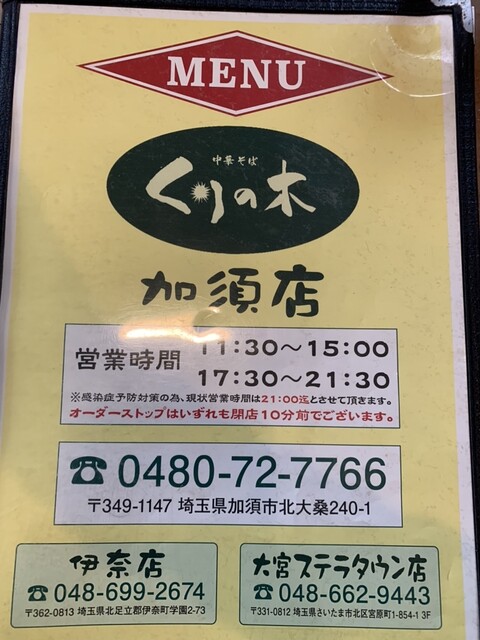 MENU
中華そば
くりの木
加須店
営業時間 11:30～15:00
17:30～21:30
※感染症予防対策の為、現状営業時間は21:00迄とさせて頂きます。
オーダーストップはいずれも閉店10分前でございます。
☎0480-72-7766
〒349-1147 埼玉県加須市北大桑240-1
伊奈店
☎048-699-2674
〒362-0813 埼玉県北足立郡伊奈町学園2-73
大宮ステラタウン店
☎048-662-9443
〒331-0812 埼玉県さいたま市北区宮原町1-854-1 3F